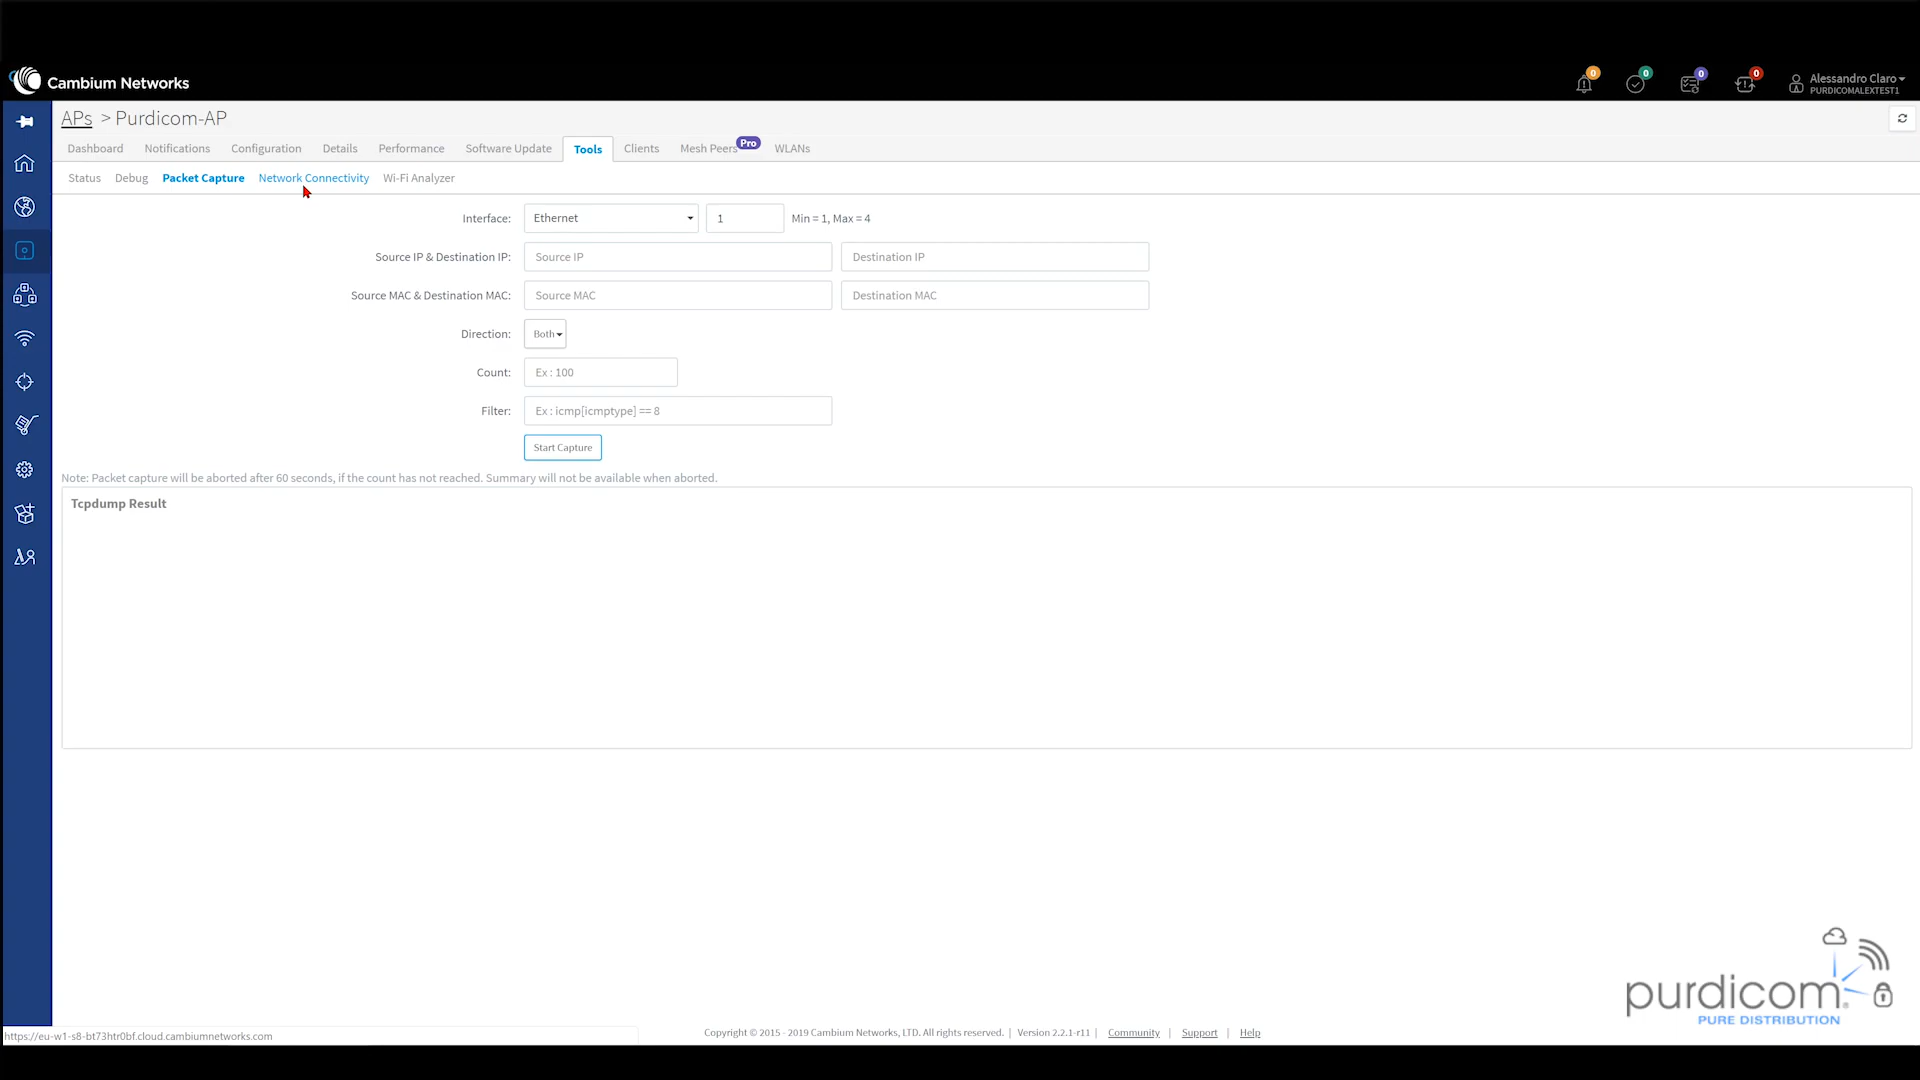 Cambium Networks
0
0
0
0
Alessandro Claro
PURDICOMALEXTEST1
APs > Purdicom-AP
Dashboard Notifications Configuration Details Performance Software Update Tools Clients Mesh Peers Pro WLANs
Status Debug Packet Capture Network Connectivity Wi-Fi Analyzer
Interface: Ethernet 1 Min = 1, Max = 4
Source IP & Destination IP: Source IP Destination IP
Source MAC & Destination MAC: Source MAC Destination MAC
Direction: Both
Count: Ex : 100
Filter: Ex : icmp[icmptype] == 8
Start Capture
Note: Packet capture will be aborted after 60 seconds, if the count has not reached. Summary will not be available when aborted.
Tcpdump Result
purdicom
PURE DISTRIBUTION
https://eu-w1-s8-bt73htr0bf.cloud.cambiumnetworks.com
Copyright © 2015 - 2019 Cambium Networks, LTD. All rights reserved. | Version 2.2.1-r11 | Community | Support | Help